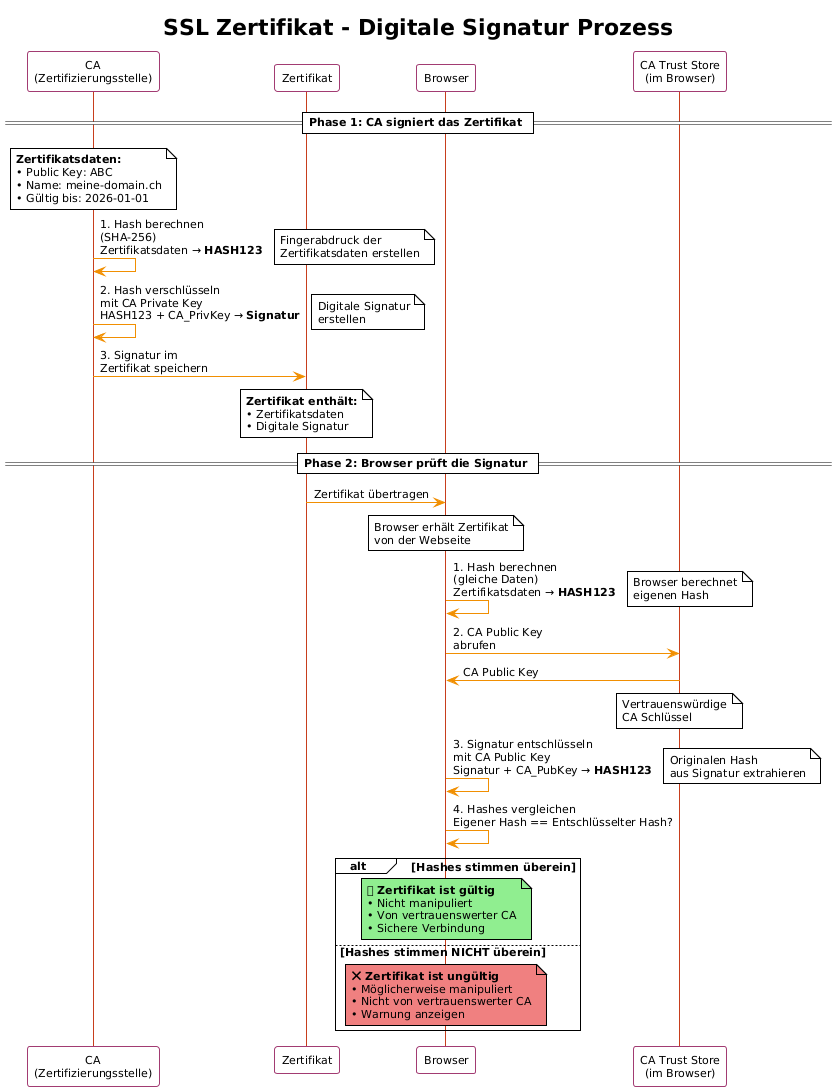 SSL Zertifikat - Digitale Signatur Prozess
CA
(Zertifizierungsstelle)
Zertifikat
Browser
CA Trust Store
(im Browser)
Phase 1: CA signiert das Zertifikat
Zertifikatsdaten:
• Public Key: ABC
• Name: meine-domain.ch
• Gültig bis: 2026-01-01
1. Hash berechnen
(SHA-256)
Zertifikatsdaten → HASH123
Fingerabdruck der
Zertifikatsdaten erstellen
2. Hash verschlüsseln
mit CA Private Key
HASH123 + CA_PrivKey → Signatur
Digitale Signatur
erstellen
3. Signatur im
Zertifikat speichern
Zertifikat enthält:
• Zertifikatsdaten
• Digitale Signatur
Phase 2: Browser prüft die Signatur
Zertifikat übertragen
Browser erhält Zertifikat
von der Webseite
1. Hash berechnen
(gleiche Daten)
Zertifikatsdaten → HASH123
Browser berechnet
eigenen Hash
2. CA Public Key
abrufen
CA Public Key
Vertrauenswürdige
CA Schlüssel
3. Signatur entschlüsseln
mit CA Public Key
Signatur + CA_PubKey → HASH123
Originalen Hash
aus Signatur extrahieren
4. Hashes vergleichen
Eigener Hash == Entschlüsselter Hash?
alt [Hashes stimmen überein]
Zertifikat ist gültig
• Nicht manipuliert
• Von vertrauenswerter CA
• Sichere Verbindung
[Hashes stimmen NICHT überein]
❌ Zertifikat ist ungültig
• Möglicherweise manipuliert
• Nicht von vertrauenswerter CA
• Warnung anzeigen
CA
(Zertifizierungsstelle)
Zertifikat
Browser
CA Trust Store
(im Browser)